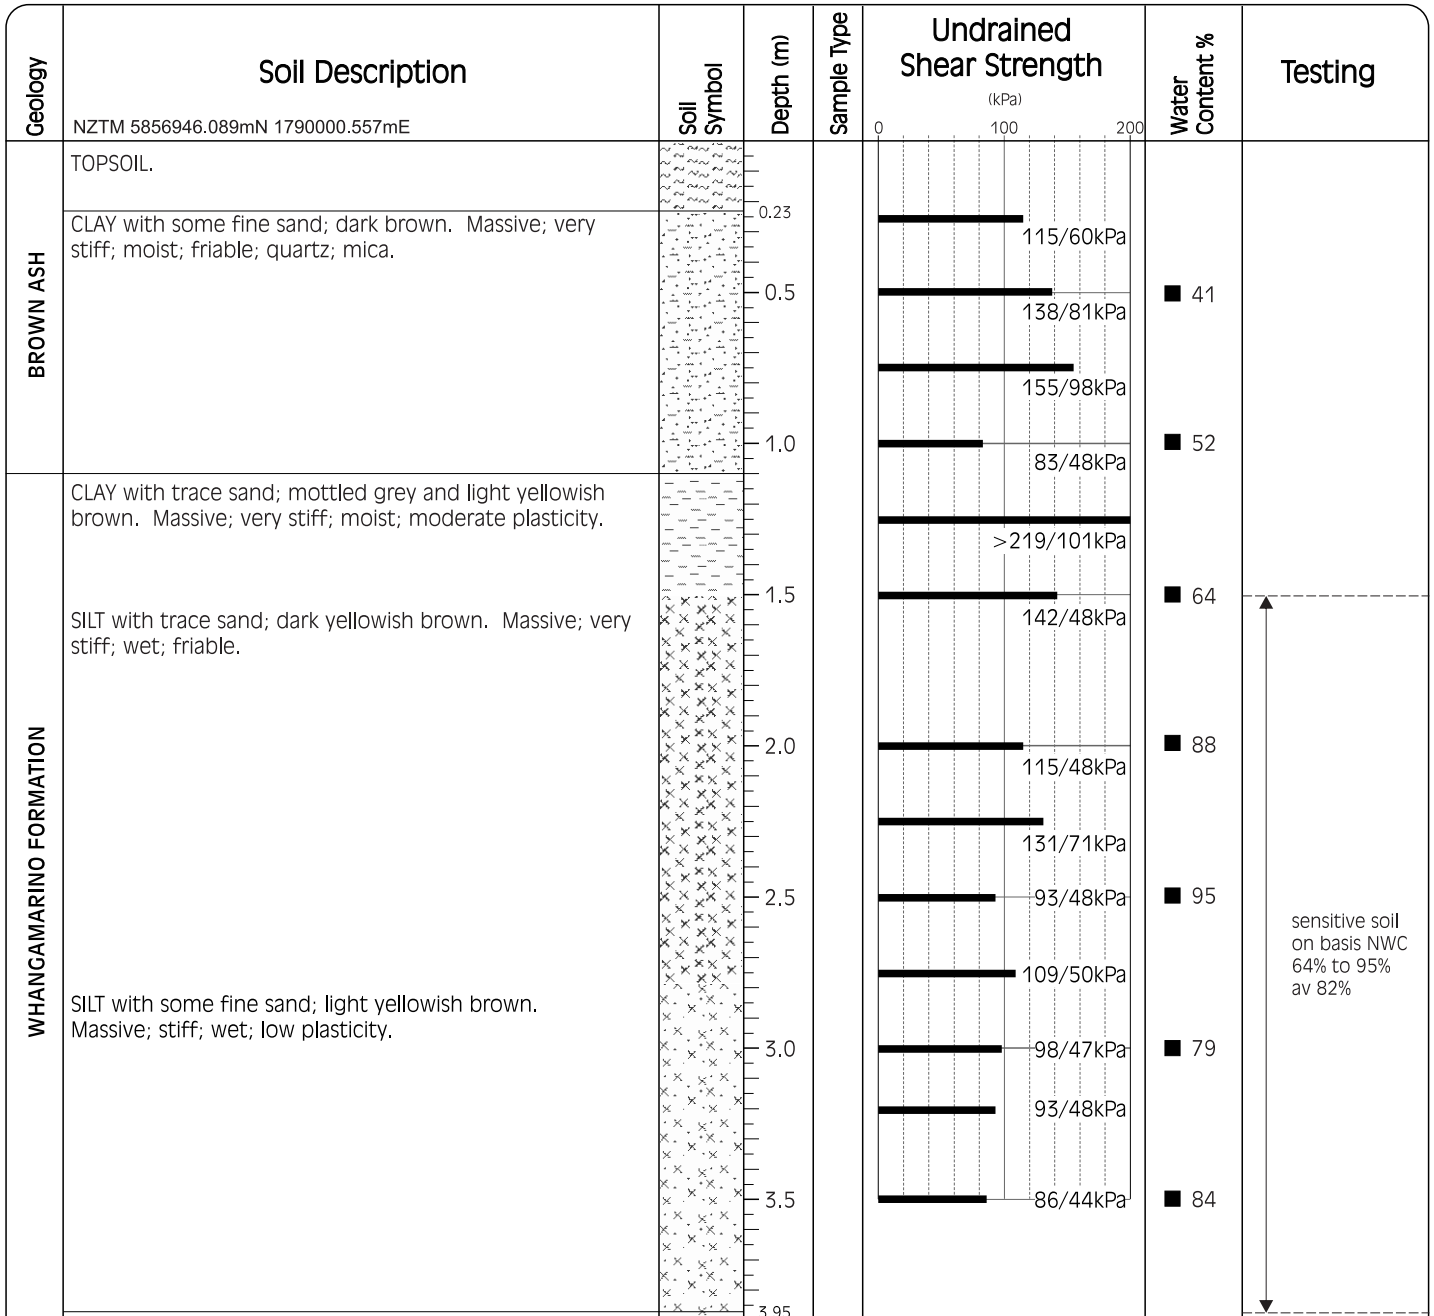 Geology
Soil Description
NZTM 5856946.089mN 1790000.557mE
Soil
Symbol
Depth (m)
Sample Type
Undrained
Shear Strength
(kPa)
0 100 200
Water
Content %
Testing
BROWN ASH
TOPSOIL.
0.23
CLAY with some fine sand; dark brown. Massive; very
stiff; moist; friable; quartz; mica.
115/60kPa
0.5
138/81kPa
41
155/98kPa
1.0
83/48kPa
52
WHANGAMARINO FORMATION
CLAY with trace sand; mottled grey and light yellowish
brown. Massive; very stiff; moist; moderate plasticity.
>219/101kPa
1.5
142/48kPa
64
SILT with trace sand; dark yellowish brown. Massive; very
stiff; wet; friable.
2.0
115/48kPa
88
131/71kPa
2.5
93/48kPa
95
sensitive soil
on basis NWC
64% to 95%
av 82%
109/50kPa
SILT with some fine sand; light yellowish brown.
Massive; stiff; wet; low plasticity.
3.0
98/47kPa
79
93/48kPa
3.5
86/44kPa
84
3.95